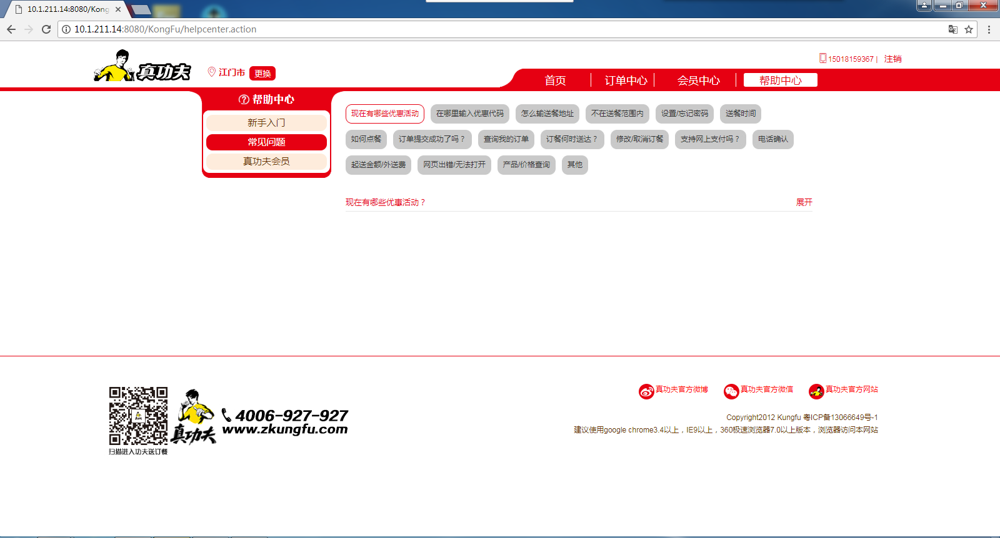 10.1.211.14:8080/Kong
10.1.211.14:8080/KongFu/helpcenter.action
真功夫
江门市 更换
15018159367 | 注销
首页 订单中心 会员中心 帮助中心
帮助中心
新手入门
常见问题
真功夫会员
现在有哪些优惠活动 在哪里输入优惠代码 怎么输送餐地址 不在送餐范围内 设置/忘记密码 送餐时间
如何点餐 订单提交成功了吗？ 查询我的订单 订餐何时送达？ 修改/取消订餐 支持网上支付吗？ 电话确认
起送金额/外送费 网页出错/无法打开 产品/价格查询 其他
现在有哪些优惠活动？ 展开
扫描进入功夫送订餐
真功夫
4006-927-927
www.zkungfu.com
真功夫官方微博 真功夫官方微信 真功夫官方网站
Copyright2012 Kungfu 粤ICP备13066649号-1
建议使用google chrome3.4以上，IE9以上，360极速浏览器7.0以上版本，浏览器访问本网站